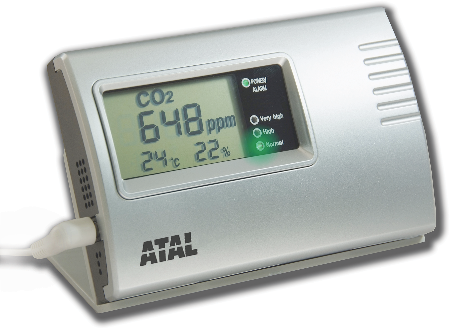 CO2
648 ppm
24 °C 22 %
POWER
ALARM
Very high
High
Normal
ATAL